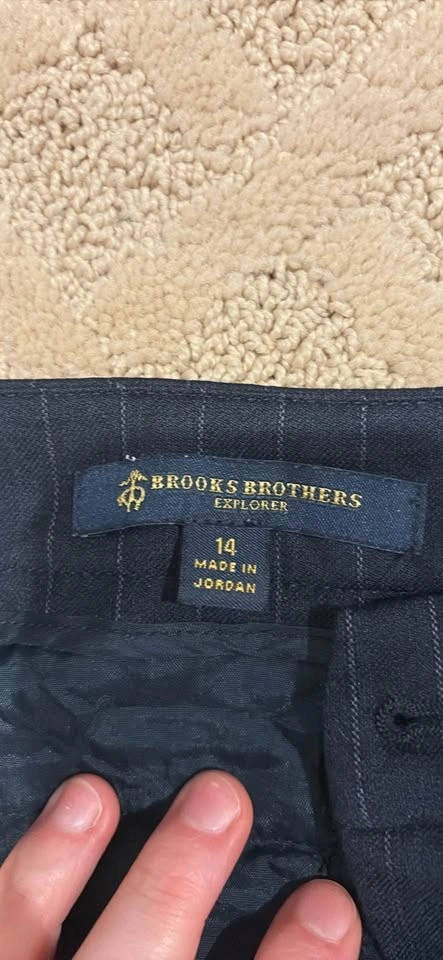 BROOKS BROTHERS
EXPLORER
14
MADE IN
JORDAN